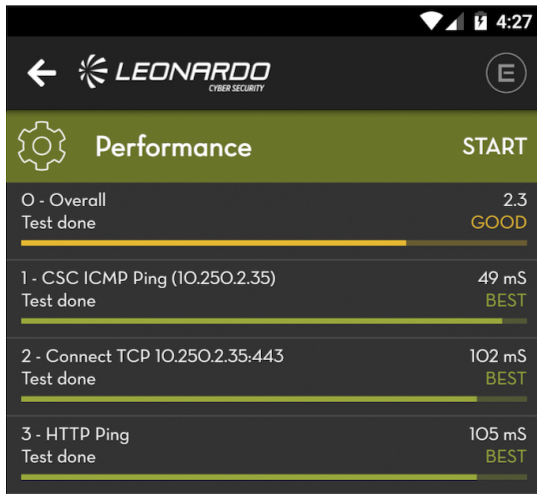 4:27
LEONARDO
CYBER SECURITY
E
Performance
START
0 - Overall
2.3
Test done
GOOD
1 - CSC ICMP Ping (10.250.2.35)
49 mS
Test done
BEST
2 - Connect TCP 10.250.2.35:443
102 mS
Test done
BEST
3 - HTTP Ping
105 mS
Test done
BEST